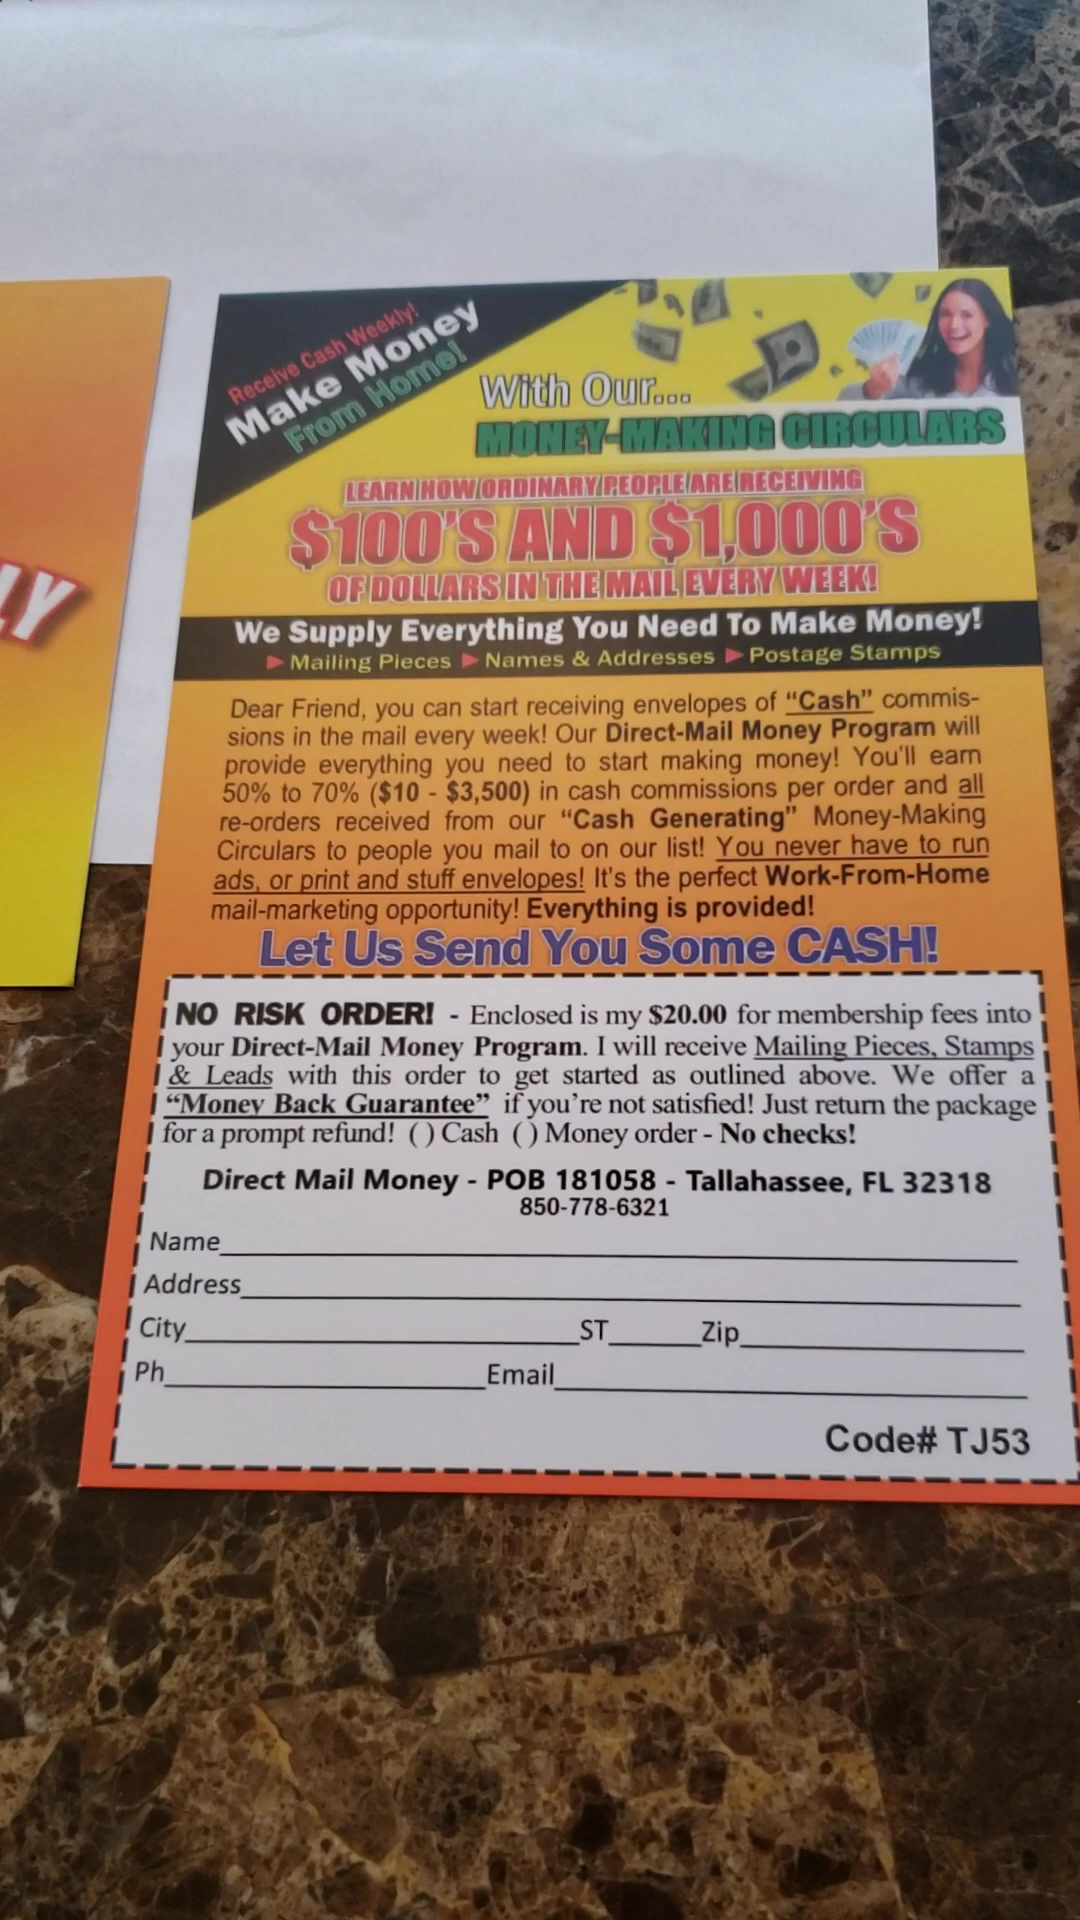 LY
Receive Cash Weekly!
Make Money
From Home!
With Our...
MONEY-MAKING CIRCULARS
LEARN HOW ORDINARY PEOPLE ARE RECEIVING
$100'S AND $1,000'S
OF DOLLARS IN THE MAIL EVERY WEEK!
We Supply Everything You Need To Make Money!
Mailing Pieces Names & Addresses Postage Stamps
Dear Friend, you can start receiving envelopes of “Cash” commis-
sions in the mail every week! Our Direct-Mail Money Program will
provide everything you need to start making money! You'll earn
50% to 70% ($10 - $3,500) in cash commissions per order and all
re-orders received from our “Cash Generating” Money-Making
Circulars to people you mail to on our list! You never have to run
ads, or print and stuff envelopes! It's the perfect Work-From-Home
mail-marketing opportunity! Everything is provided!
Let Us Send You Some CASH!
NO RISK ORDER! - Enclosed is my $20.00 for membership fees into
your Direct-Mail Money Program. I will receive Mailing Pieces, Stamps
& Leads with this order to get started as outlined above. We offer a
“Money Back Guarantee” if you’re not satisfied! Just return the package
for a prompt refund! ( ) Cash ( ) Money order - No checks!
Direct Mail Money - POB 181058 - Tallahassee, FL 32318
850-778-6321
Name
Address
City ST Zip
Ph Email
Code# TJ53